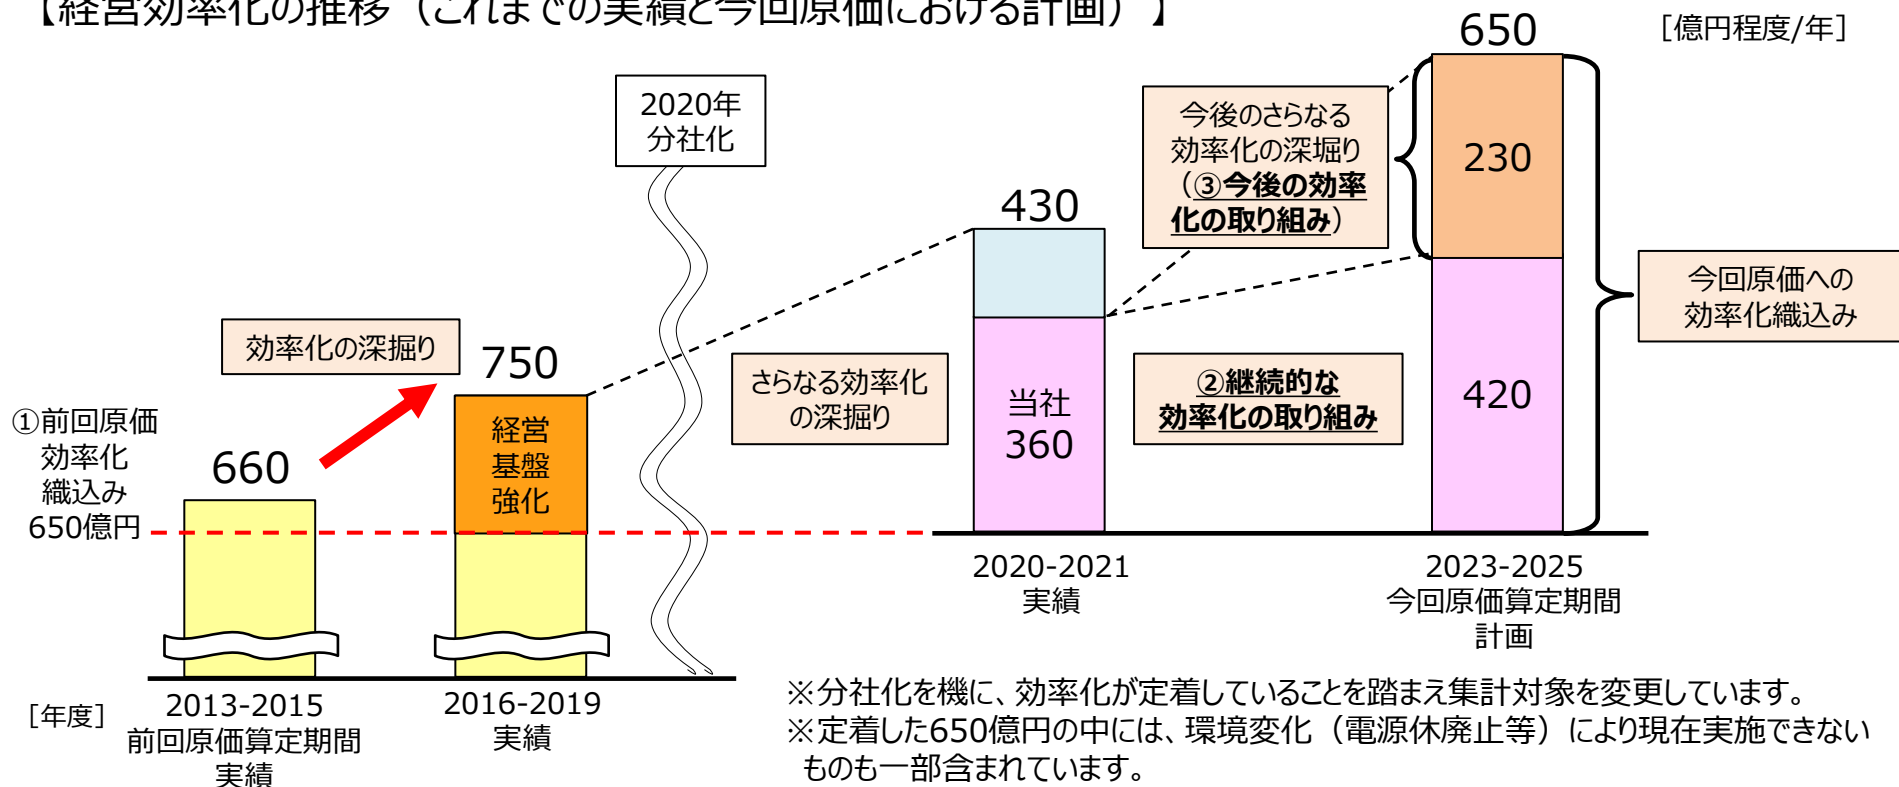 【経営効率化の推移（これまでの実績と今回原価における計画）】
［億円程度/年］
2020年
分社化
効率化の深掘り
①前回原価
効率化
織込み
650億円
660
750
経営
基盤
強化
さらなる効率化
の深掘り
430
当社
360
今後のさらなる
効率化の深堀り
（③今後の効率
化の取り組み）
②継続的な
効率化の取り組み
650
230
420
今回原価への
効率化織込み
［年度］
2013-2015
前回原価算定期間
実績
2016-2019
実績
2020-2021
実績
2023-2025
今回原価算定期間
計画
※分社化を機に、効率化が定着していることを踏まえ集計対象を変更しています。
※定着した650億円の中には、環境変化（電源休廃止等）により現在実施できない
ものも一部含まれています。